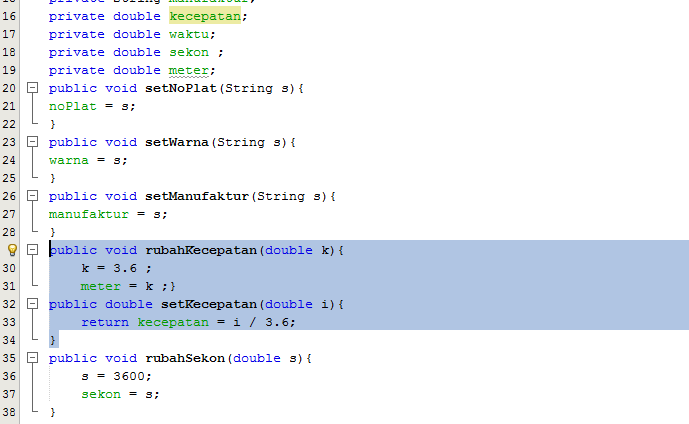 16 private double kecepatan;
17 private double waktu;
18 private double sekon ;
19 private double meter;
20 public void setNoPlat(String s){
21 noPlat = s;
22 }
23 public void setWarna(String s){
24 warna = s;
25 }
26 public void setManufaktur(String s){
27 manufaktur = s;
28 }
public void rubahKecepatan(double k){
30 k = 3.6 ;
31 meter = k ;}
32 public double setKecepatan(double i){
33 return kecepatan = i / 3.6;
34 }
35 public void rubahSekon(double s){
36 s = 3600;
37 sekon = s;
38 }